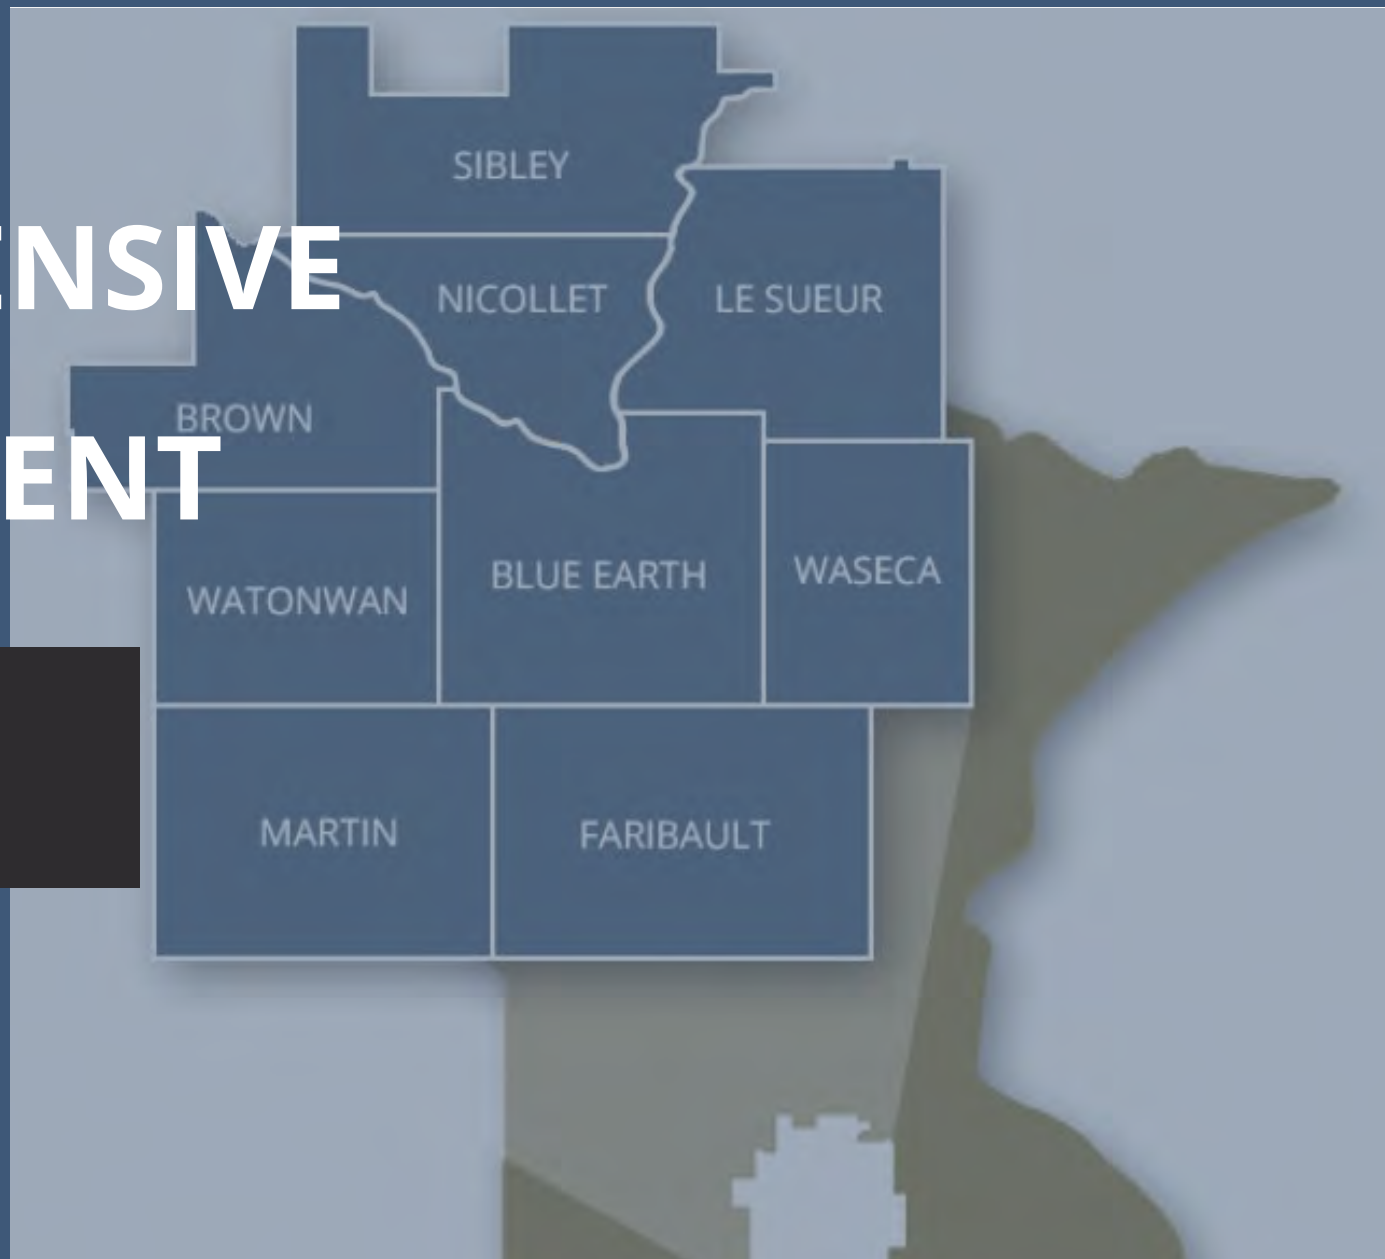 SIBLEY
ENSIVE
NICOLLET
LE SUEUR
BROWN
ENT
BLUE EARTH
WASECA
WATONWAN
MARTIN
FARIBAULT